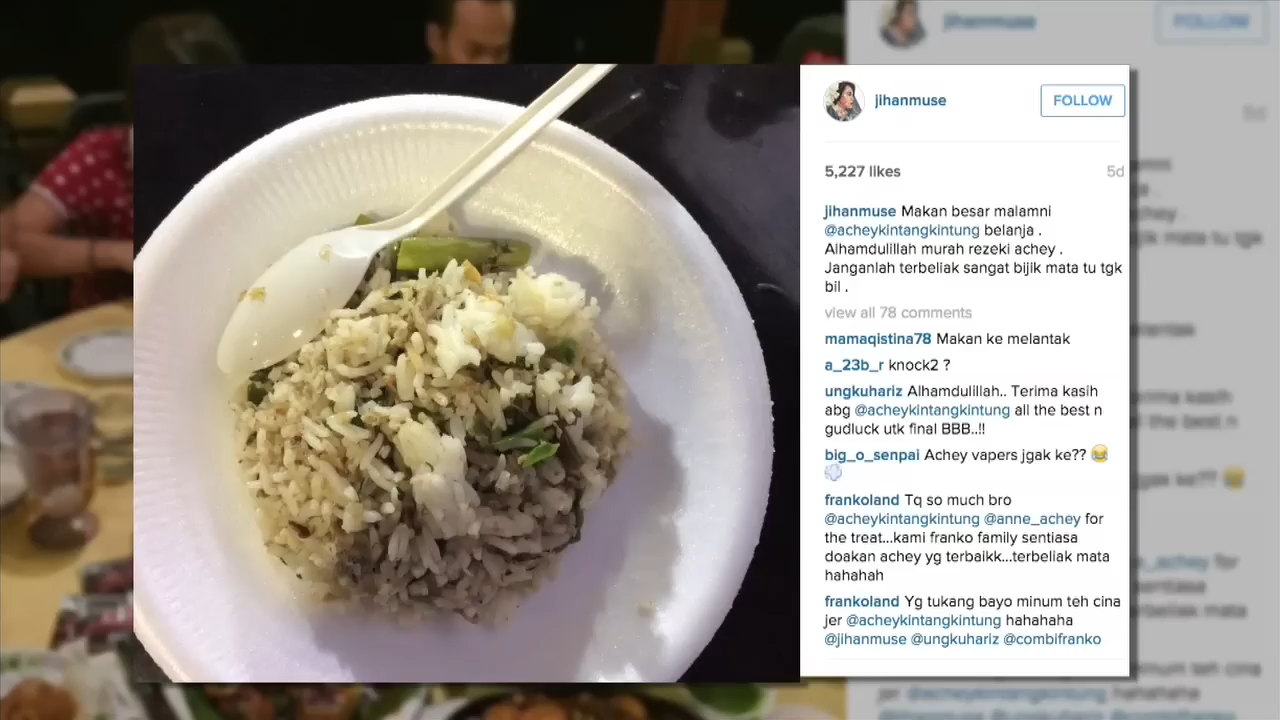 jihanmuse
FOLLOW
5,227 likes
5d
jihanmuse Makan besar malamni
@acheykintangkintung belanja .
Alhamdulillah murah rezeki achey .
Janganlah terbeliak sangat bijik mata tu tgk
bil .
view all 78 comments
mamaqistina78 Makan ke melantak
a_23b_r knock2 ?
ungkuhariz Alhamdulillah.. Terima kasih
abg @acheykintangkintung all the best n
gudluck utk final BBB..!!
big_o_senpai Achey vapers jgak ke?? 😂
💨
frankoland Tq so much bro
@acheykintangkintung @anne_achey for
the treat...kami franko family sentiasa
doakan achey yg terbaikk...terbeliak mata
hahahah
frankoland Yg tukang bayo minum teh cina
jer @acheykintangkintung hahahaha
@jihanmuse @ungkuhariz @combifranko